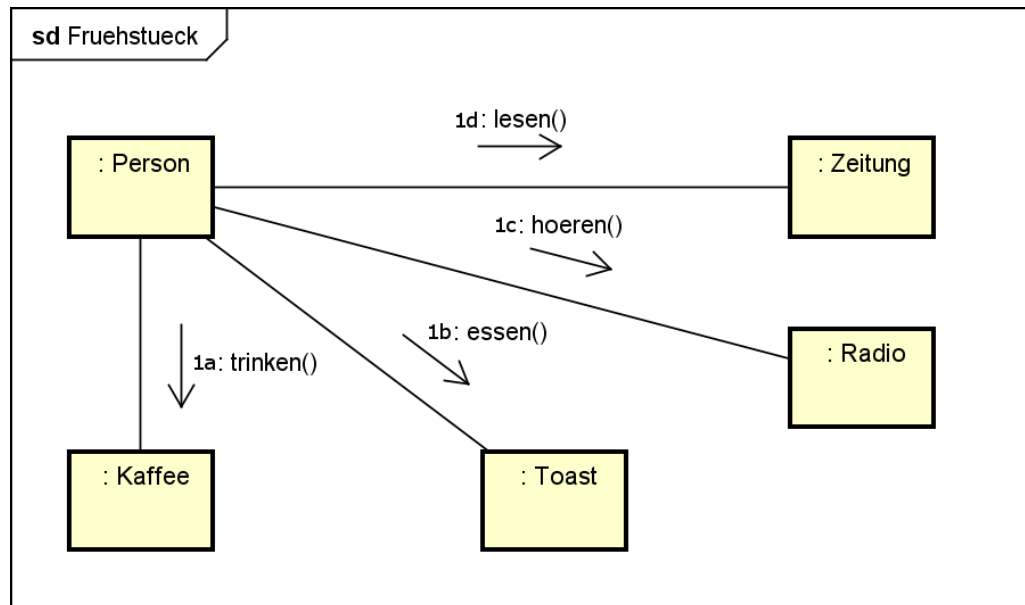 sd Fruehstueck
1d: lesen()
: Person
: Zeitung
1c: hoeren()
1b: essen()
: Radio
1a: trinken()
: Kaffee
: Toast